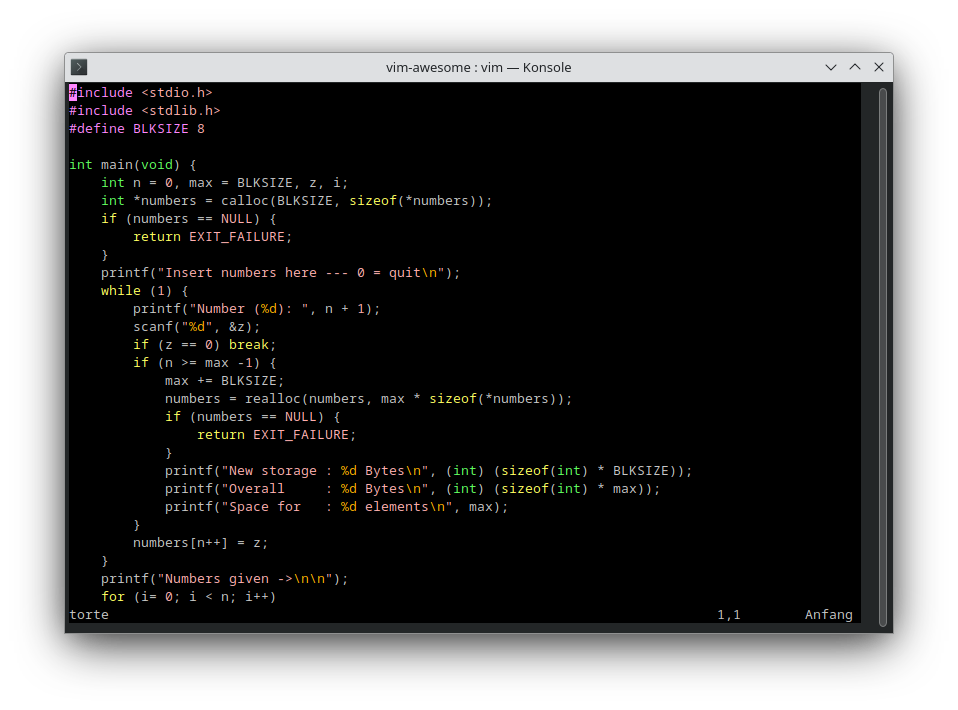 vim-awesome : vim — Konsole
#include <stdio.h>
#include <stdlib.h>
#define BLKSIZE 8

int main(void) {
    int n = 0, max = BLKSIZE, z, i;
    int *numbers = calloc(BLKSIZE, sizeof(*numbers));
    if (numbers == NULL) {
        return EXIT_FAILURE;
    }
    printf("Insert numbers here --- 0 = quit\n");
    while (1) {
        printf("Number (%d): ", n + 1);
        scanf("%d", &z);
        if (z == 0) break;
        if (n >= max -1) {
            max += BLKSIZE;
            numbers = realloc(numbers, max * sizeof(*numbers));
            if (numbers == NULL) {
                return EXIT_FAILURE;
            }
            printf("New storage : %d Bytes\n", (int) (sizeof(int) * BLKSIZE));
            printf("Overall     : %d Bytes\n", (int) (sizeof(int) * max));
            printf("Space for   : %d elements\n", max);
        }
        numbers[n++] = z;
    }
    printf("Numbers given ->\n\n");
    for (i= 0; i < n; i++)
torte 1,1 Anfang